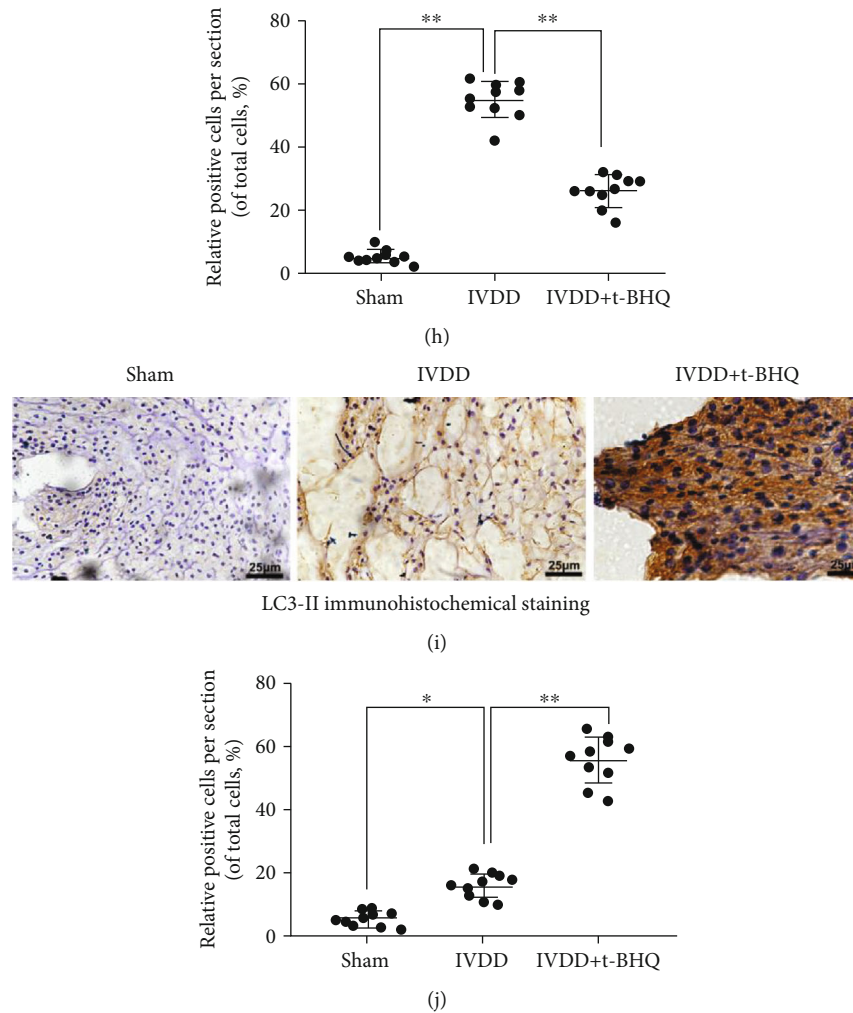 80
60
40
20
0
Relative positive cells per section
(of total cells, %)
** **
Sham IVDD IVDD+t-BHQ
(h)
Sham IVDD IVDD+t-BHQ
25μm 25μm 25μm
LC3-II immunohistochemical staining
(i)
80
60
40
20
0
Relative positive cells per section
(of total cells, %)
* **
Sham IVDD IVDD+t-BHQ
(j)